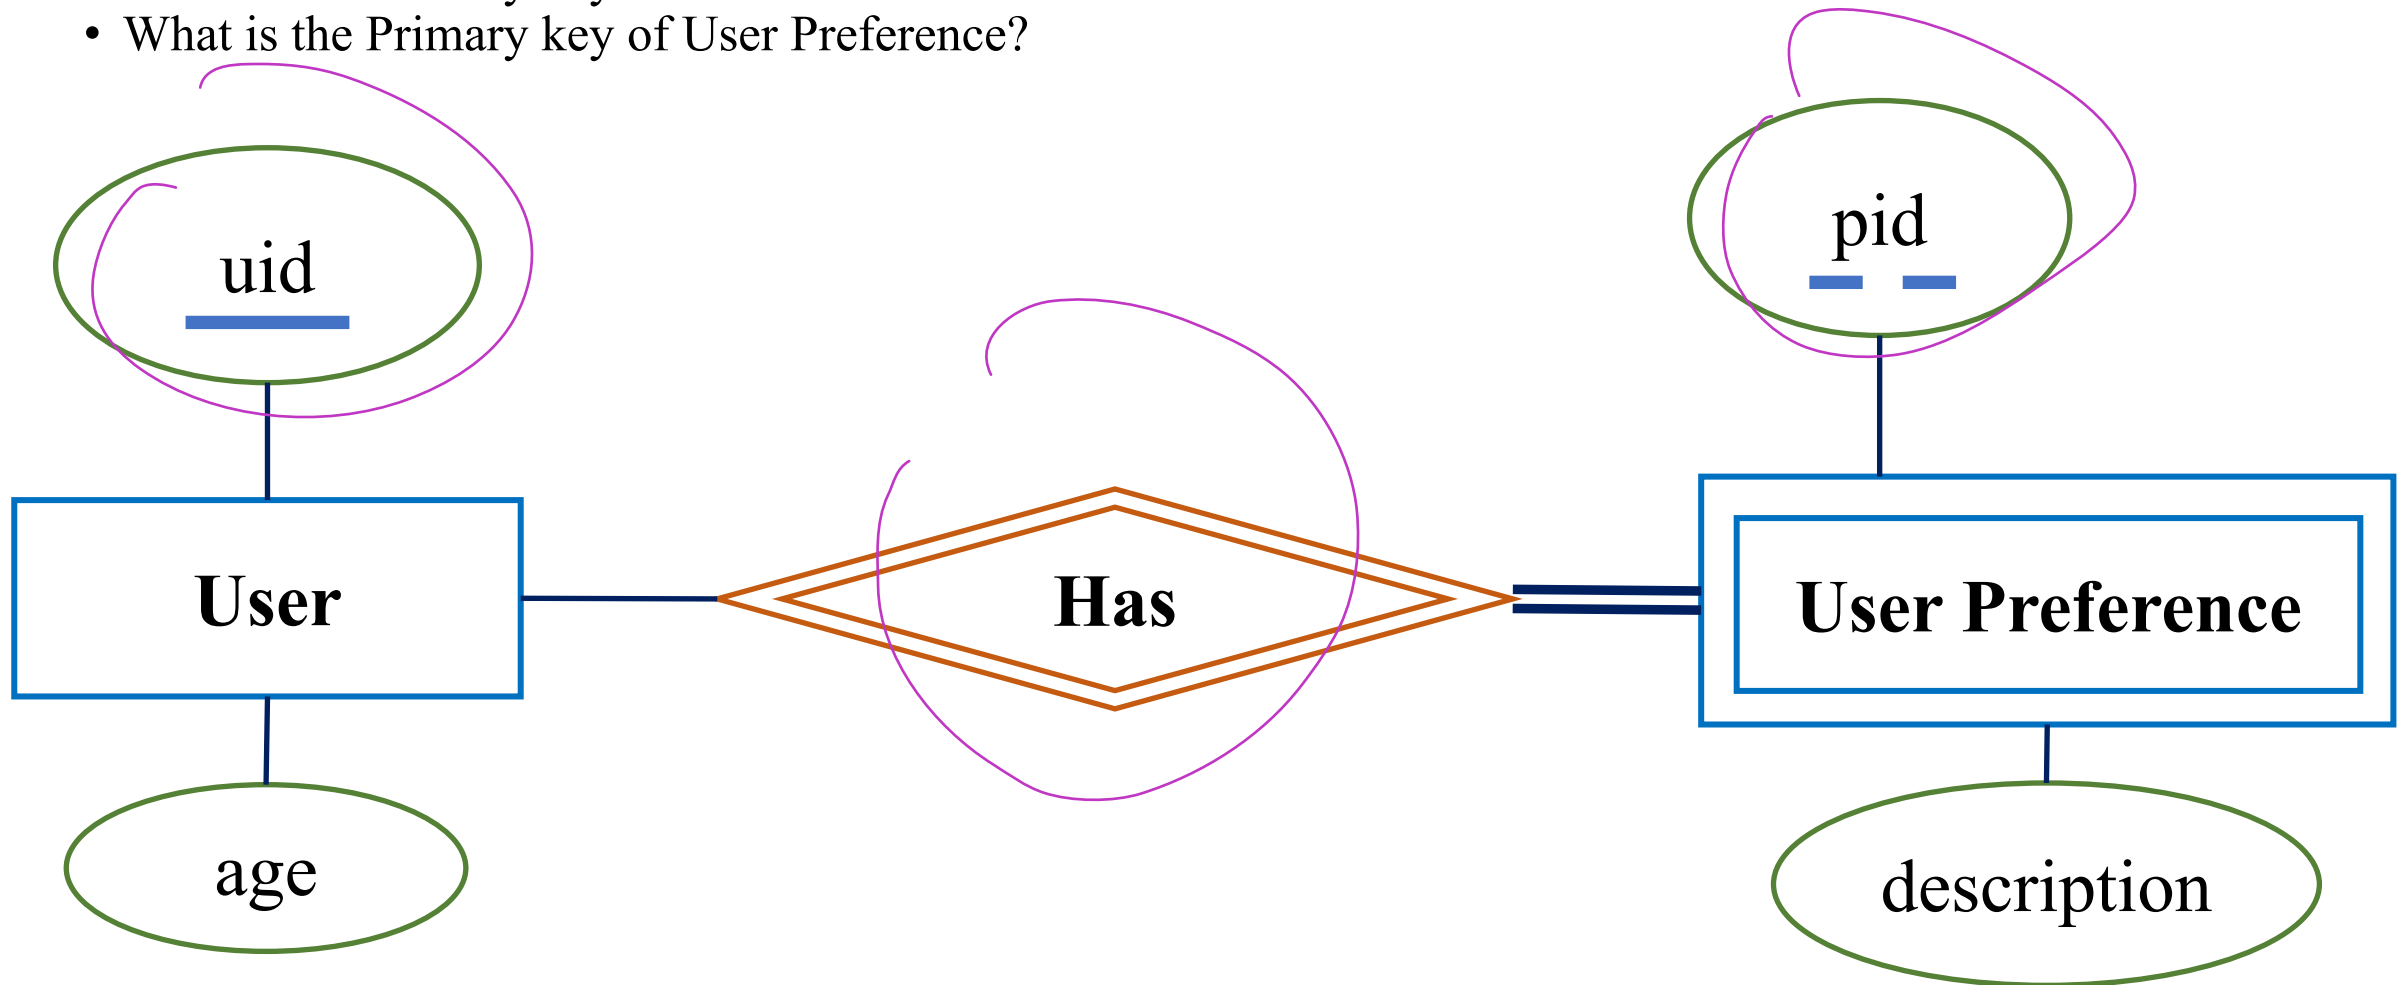 • What is the Primary key of User Preference?
uid
pid
User
Has
User Preference
age
description